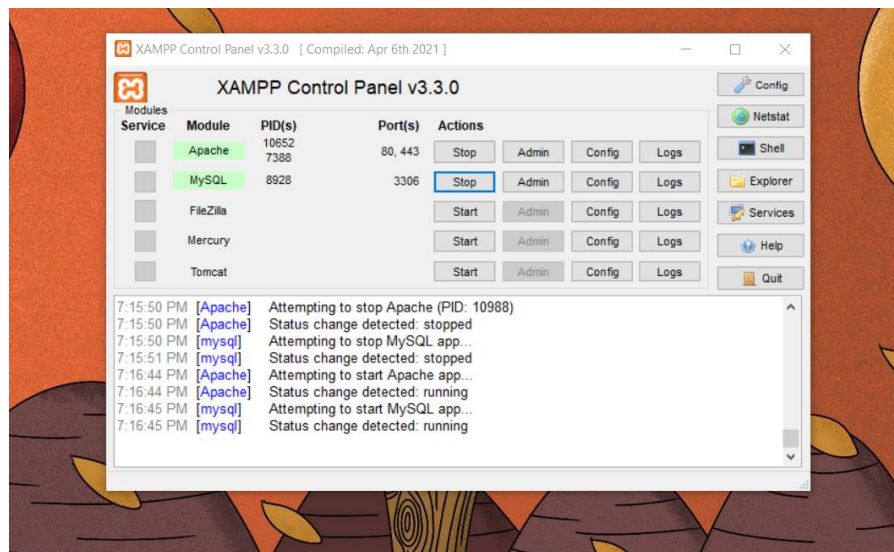 XAMPP Control Panel v3.3.0 [ Compiled: Apr 6th 2021 ]
XAMPP Control Panel v3.3.0
Config
Modules
Service Module PID(s) Port(s) Actions
Netstat
Apache 10652 7388 80, 443 Stop Admin Config Logs
Shell
MySQL 8928 3306 Stop Admin Config Logs
Explorer
FileZilla Start Admin Config Logs
Services
Mercury Start Admin Config Logs
Help
Tomcat Start Admin Config Logs
Quit
7:15:50 PM [Apache] Attempting to stop Apache (PID: 10988)
7:15:50 PM [Apache] Status change detected: stopped
7:15:50 PM [mysql] Attempting to stop MySQL app...
7:15:51 PM [mysql] Status change detected: stopped
7:16:44 PM [Apache] Attempting to start Apache app...
7:16:44 PM [Apache] Status change detected: running
7:16:45 PM [mysql] Attempting to start MySQL app...
7:16:45 PM [mysql] Status change detected: running